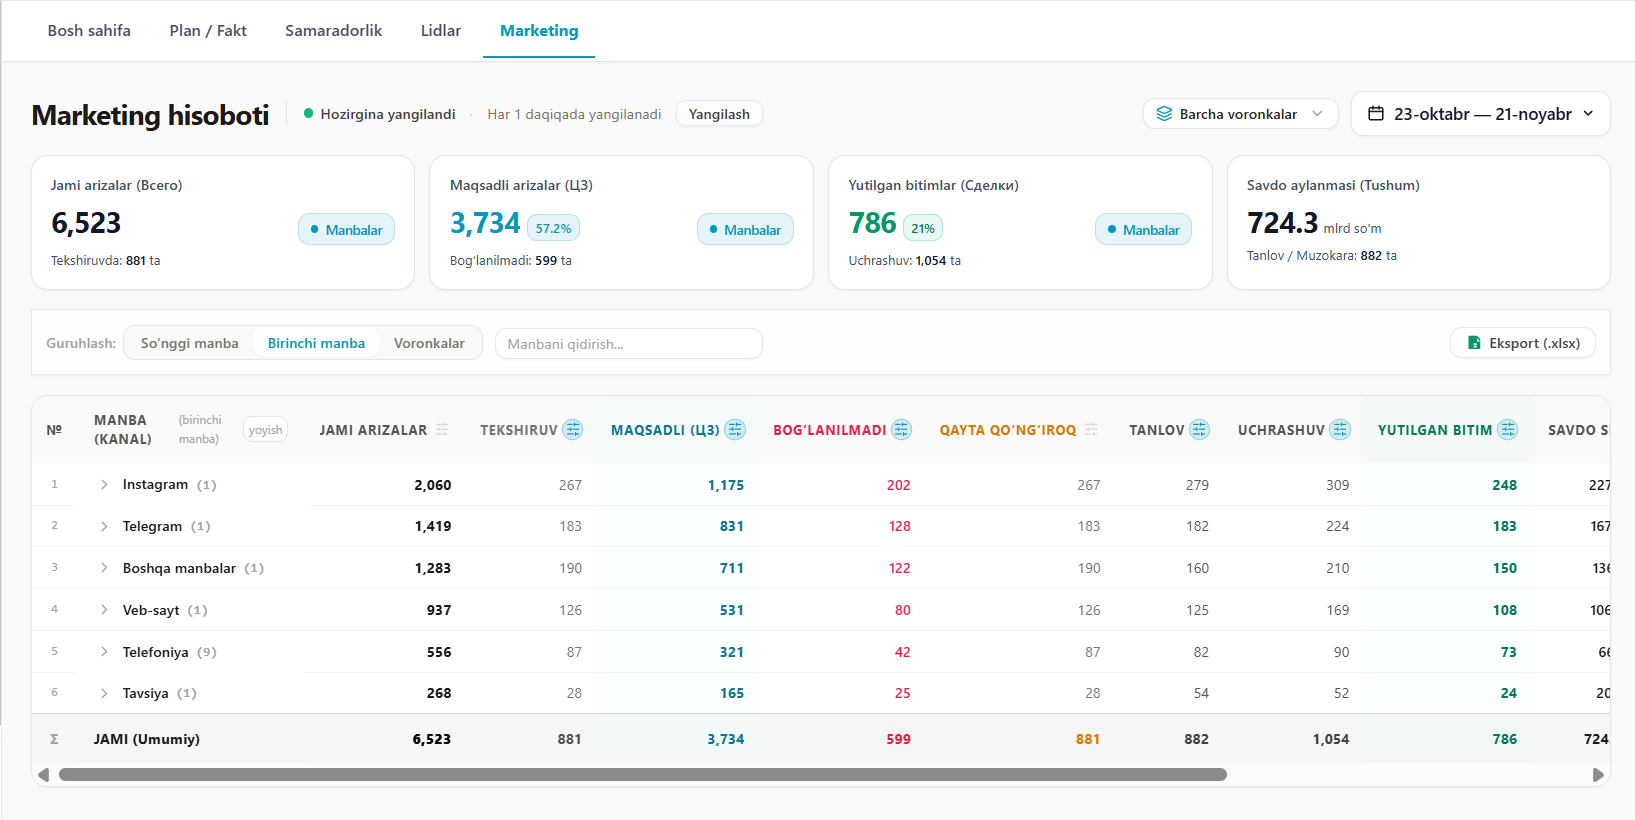 Bosh sahifa Plan / Fakt Samaradorlik Lidlar Marketing
Marketing hisoboti Hozirgina yangilandi · Har 1 daqiqada yangilanadi Yangilash Barcha voronkalar 23-oktabr — 21-noyabr
Jami arizalar (Всего)
6,523 Manbalar
Tekshiruvda: 881 ta
Maqsadli arizalar (ЦЗ)
3,734 57.2% Manbalar
Bog‘lanilmadi: 599 ta
Yutilgan bitimlar (Сделки)
786 21% Manbalar
Uchrashuv: 1,054 ta
Savdo aylanmasi (Tushum)
724.3 mlrd so'm
Tanlov / Muzokara: 882 ta
Guruhlash: So‘nggi manba Birinchi manba Voronkalar Manbani qidirish... Eksport (.xlsx)
№ MANBA (KANAL) (birinchi manba) yoyish JAMI ARIZALAR TEKSHIRUV MAQSADLI (ЦЗ) BOG‘LANILMADI QAYTA QO‘NG‘IROQ TANLOV UCHRASHUV YUTILGAN BITIM SAVDO S
1 Instagram (1) 2,060 267 1,175 202 267 279 309 248 227
2 Telegram (1) 1,419 183 831 128 183 182 224 183 167
3 Boshqa manbalar (1) 1,283 190 711 122 190 160 210 150 136
4 Veb-sayt (1) 937 126 531 80 126 125 169 108 106
5 Telefoniya (9) 556 87 321 42 87 82 90 73 66
6 Tavsiya (1) 268 28 165 25 28 54 52 24 20
Σ JAMI (Umumiy) 6,523 881 3,734 599 881 882 1,054 786 724.